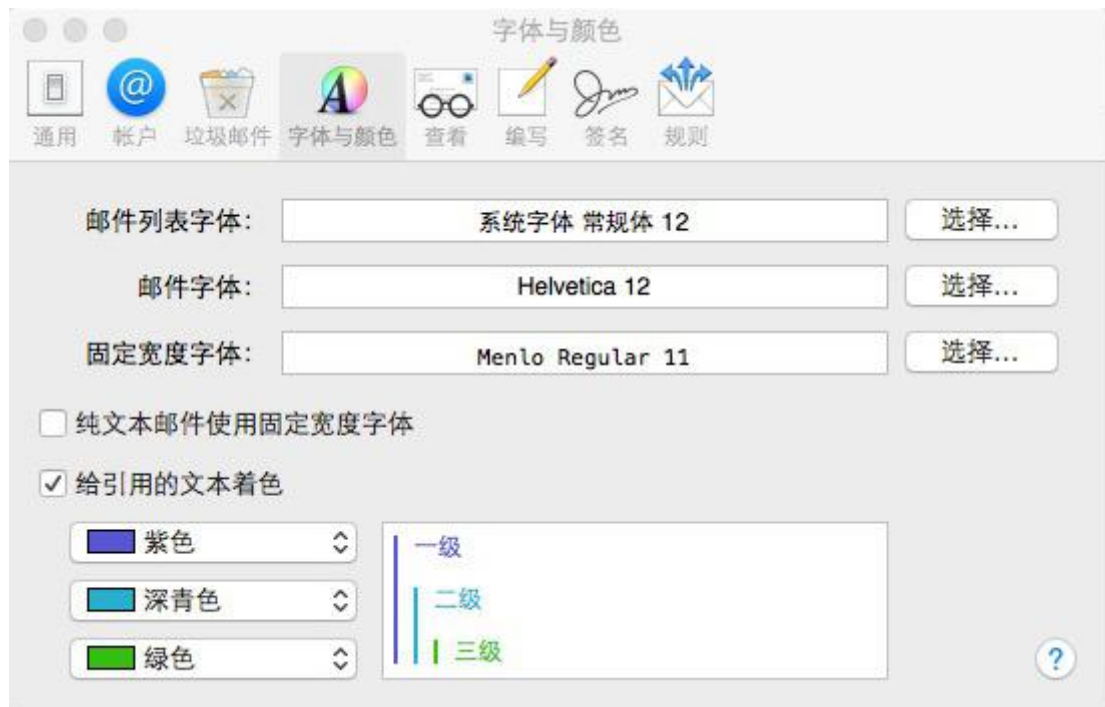 字体与颜色
通用 帐户 垃圾邮件 字体与颜色 查看 编写 签名 规则
邮件列表字体： 系统字体 常规体 12 选择...
邮件字体： Helvetica 12 选择...
固定宽度字体： Menlo Regular 11 选择...
纯文本邮件使用固定宽度字体
给引用的文本着色
紫色 一级
深青色 二级
绿色 三级
?